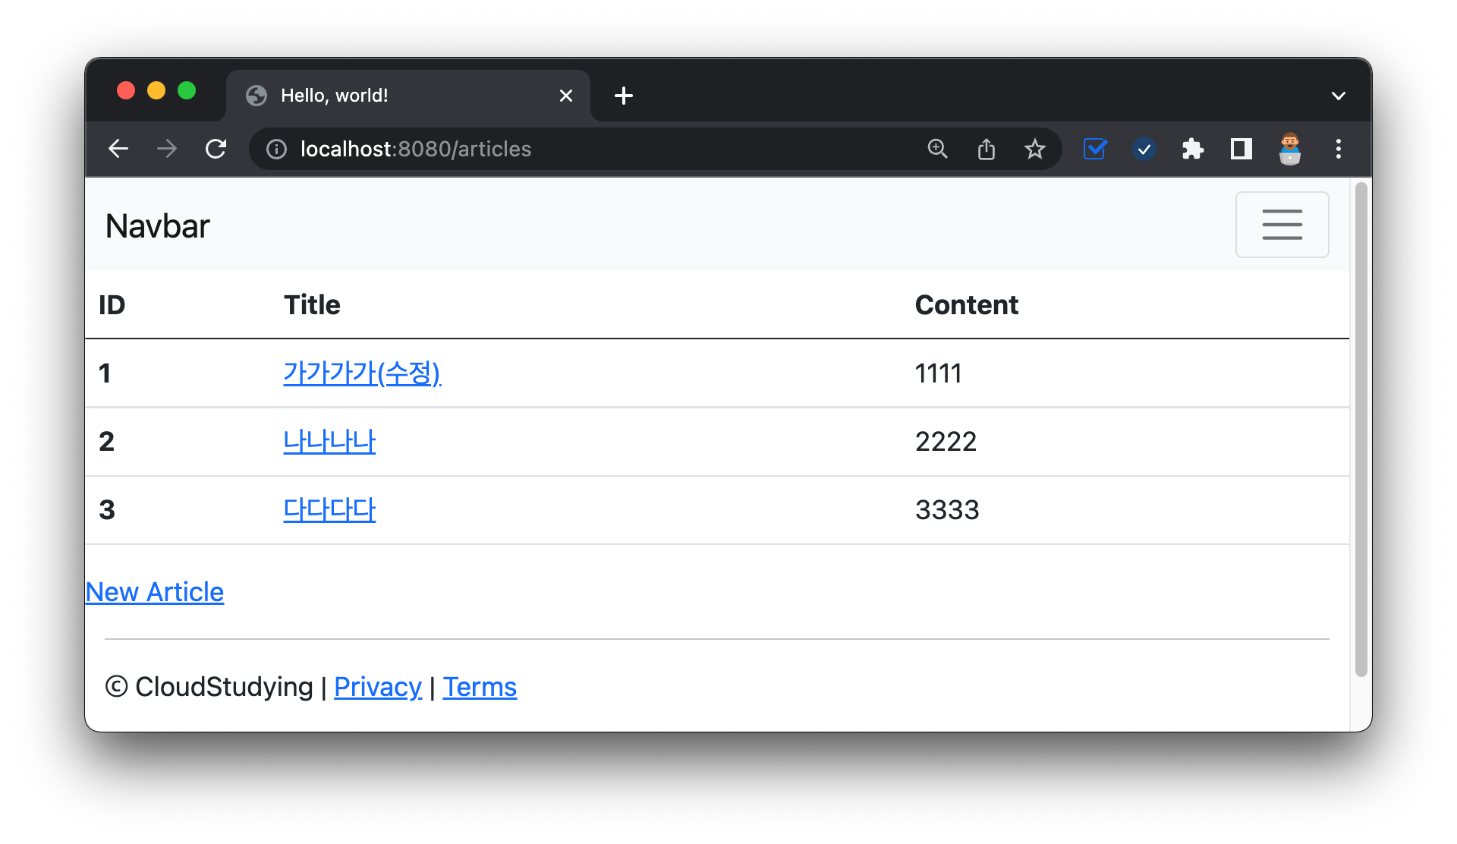 Hello, world!
localhost:8080/articles
Navbar
ID Title Content
1 가가가가(수정) 1111
2 나나나나 2222
3 다다다다 3333
New Article
© CloudStudying | Privacy | Terms